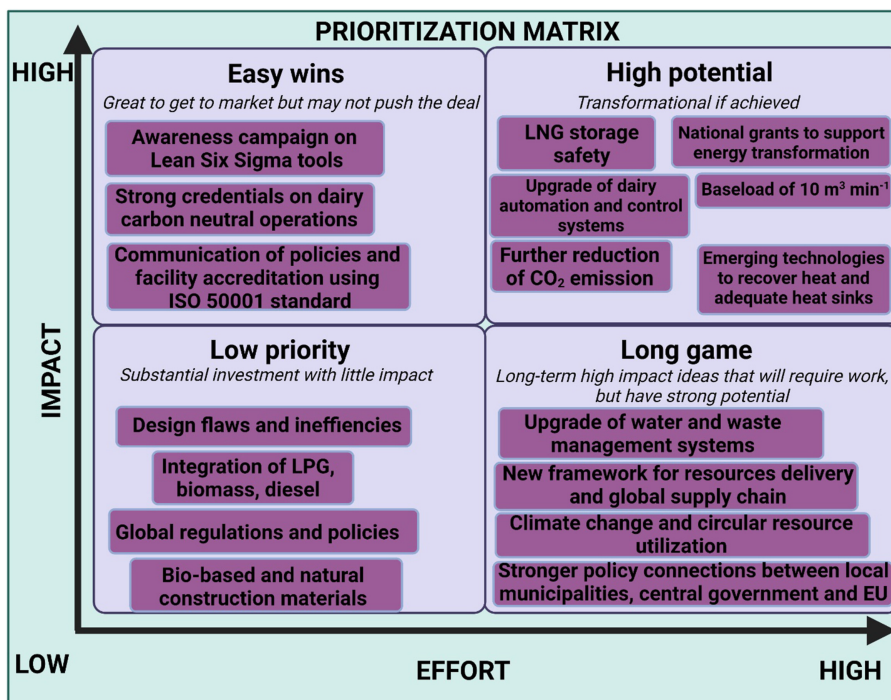 PRIORITIZATION MATRIX
HIGH
Easy wins
Great to get to market but may not push the deal
Awareness campaign on
Lean Six Sigma tools
Strong credentials on dairy
carbon neutral operations
Communication of policies and
facility accreditation using
ISO 50001 standard
High potential
Transformational if achieved
LNG storage
safety
National grants to support
energy transformation
Upgrade of dairy
automation and control
systems
Baseload of 10 m³ min⁻¹
Further reduction
of CO₂ emission
Emerging technologies
to recover heat and
adequate heat sinks
IMPACT
Low priority
Substantial investment with little impact
Design flaws and ineffiencies
Integration of LPG,
biomass, diesel
Global regulations and policies
Bio-based and natural
construction materials
Long game
Long-term high impact ideas that will require work,
but have strong potential
Upgrade of water and waste
management systems
New framework for resources delivery
and global supply chain
Climate change and circular resource
utilization
Stronger policy connections between local
municipalities, central government and EU
LOW
EFFORT
HIGH